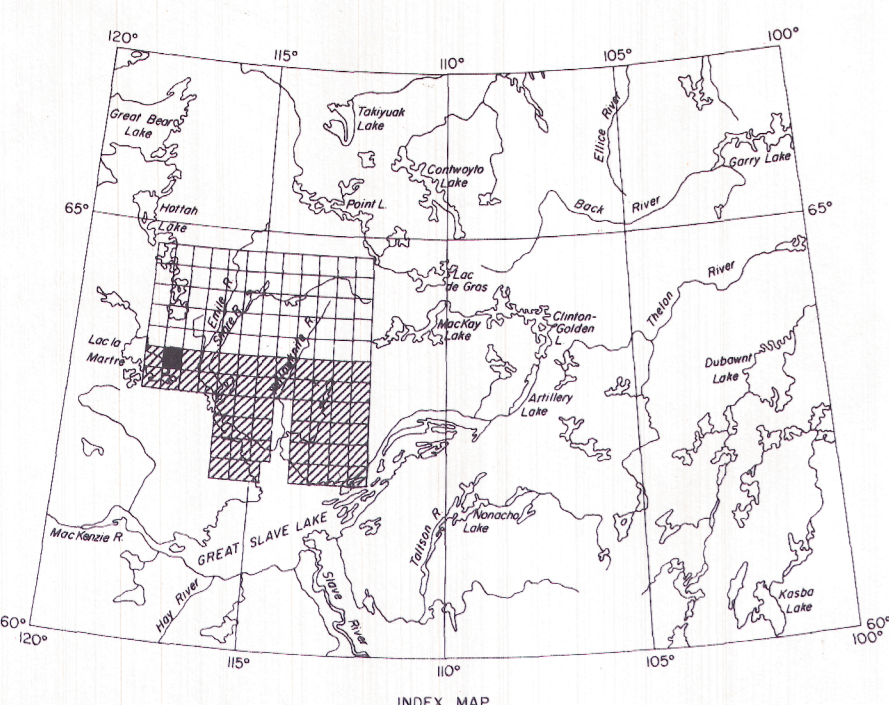 120°
115°
110°
105°
100°
Great Bear
Lake
Takiyuak
Lake
Ellice River
Contwoyto
Lake
Garry Lake
Point L.
Back River
65°
65°
Hottah
Lake
Emile R.
Snare R.
Yellowknife R.
Lac
de Gras
Thelon River
MacKay
Lake
Clinton-
Golden
L.
Lac la
Martre
Dubawnt
Lake
Artillery
Lake
MacKenzie R.
GREAT SLAVE LAKE
Taltson R.
Nonacho
Lake
Hay River
Slave River
Kasba
Lake
60°
120°
115°
110°
105°
60°
100°
INDEX MAP